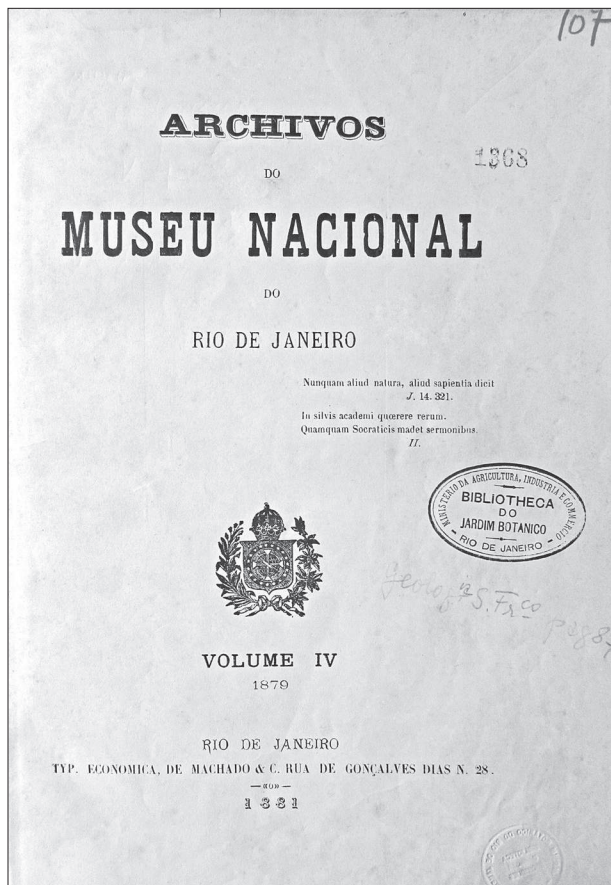 107
ARCHIVOS
1368
DO
MUSEU NACIONAL
DO
RIO DE JANEIRO
Nunquam aliud natura, aliud sapientia dicit
J. 14. 321.
In silvis academi quœrere rerum.
Quamquam Socraticis madet sermonibus.
H.
MINISTERIO DA AGRICULTURA, INDUSTRIA E COMMERCIO
BIBLIOTHECA
DO
JARDIM BOTANICO
- RIO DE JANEIRO -
S. Frco
VOLUME IV
1879
RIO DE JANEIRO
TYP. ECONOMICA, DE MACHADO & C. RUA DE GONÇALVES DIAS N. 28.
—«o»—
1881